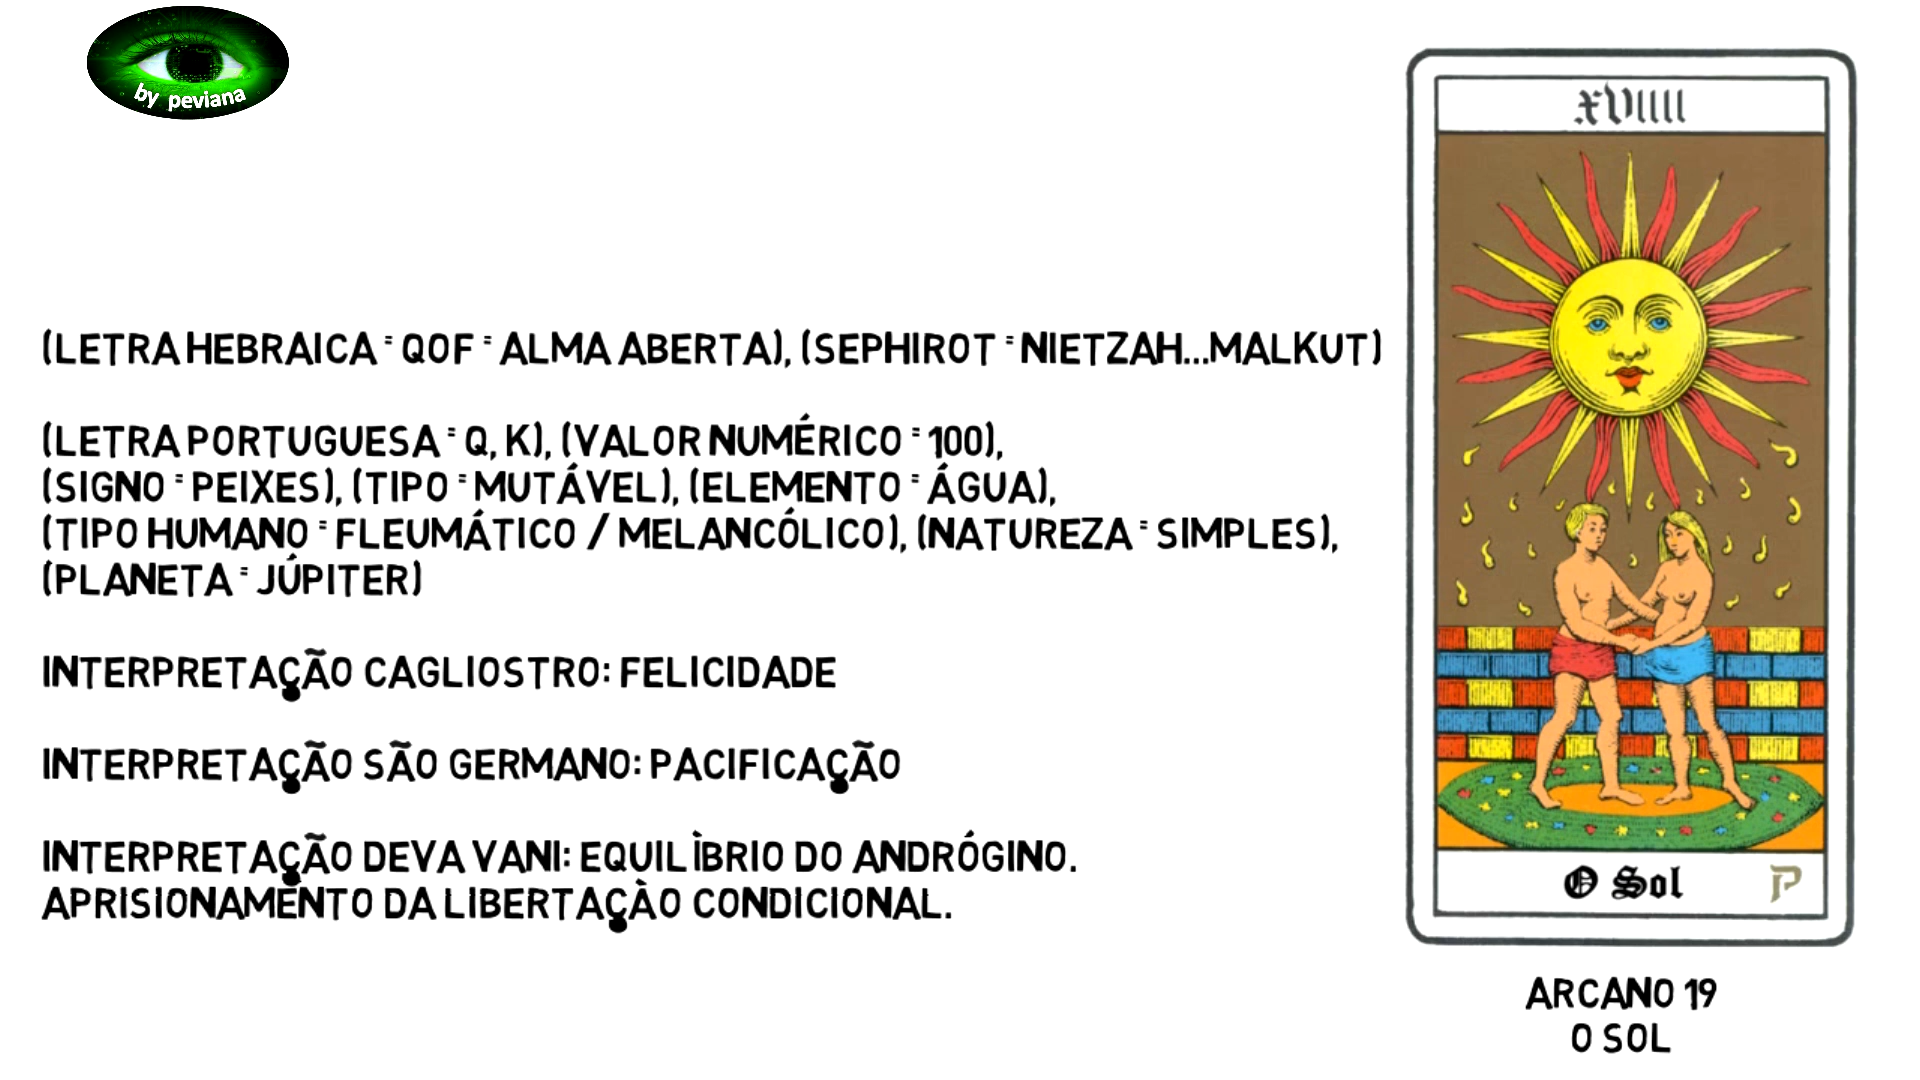 by peviana
(LETRA HEBRAICA = QOF = ALMA ABERTA), (SEPHIROT = NIETZAH...MALKUT)
(LETRA PORTUGUESA = Q, K), (VALOR NUMÉRICO = 100),
(SIGNO = PEIXES), (TIPO = MUTÁVEL), (ELEMENTO = ÁGUA),
(TIPO HUMANO = FLEUMÁTICO / MELANCÓLICO), (NATUREZA = SIMPLES),
(PLANETA = JÚPITER)
INTERPRETAÇÃO CAGLIOSTRO: FELICIDADE
INTERPRETAÇÃO SÃO GERMANO: PACIFICAÇÃO
INTERPRETAÇÃO DEVA VANI: EQUILÌBRIO DO ANDRÓGINO.
APRISIONAMENTO DA LIBERTAÇÀO CONDICIONAL.
XVIIII
O Sol
P
ARCANO 19
O SOL